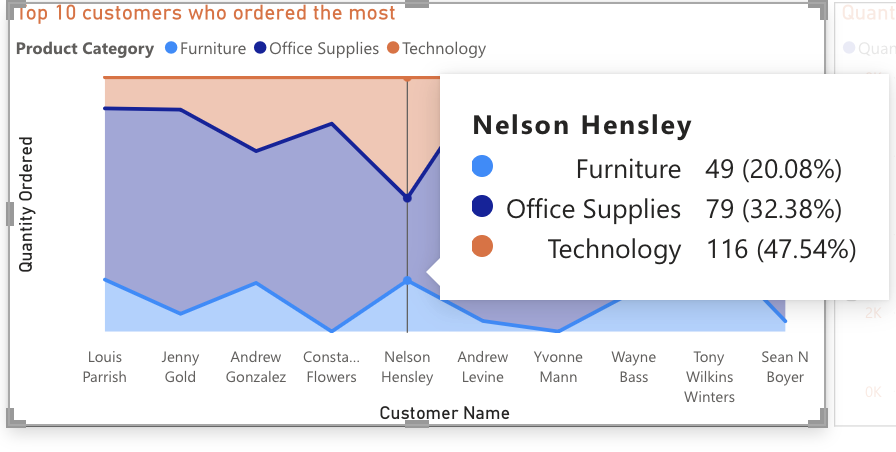 Top 10 customers who ordered the most
Product Category Furniture Office Supplies Technology
Quantity Ordered
Nelson Hensley
Furniture 49 (20.08%)
Office Supplies 79 (32.38%)
Technology 116 (47.54%)
Louis Parrish
Jenny Gold
Andrew Gonzalez
Consta... Flowers
Nelson Hensley
Andrew Levine
Yvonne Mann
Wayne Bass
Tony Wilkins Winters
Sean N Boyer
Customer Name
Quant
Quan
2K
0K